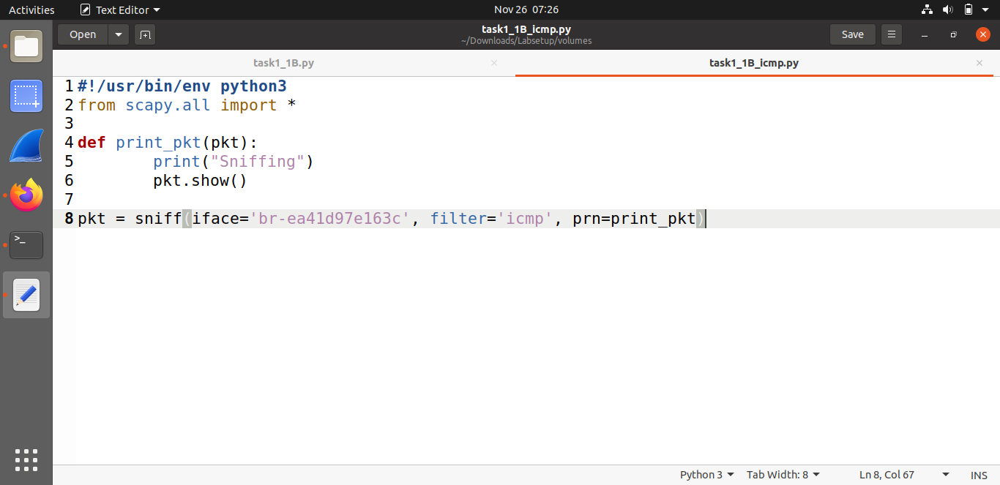 Activities
Text Editor
Nov 26 07:26
Open
task1_1B_icmp.py
~/Downloads/Labsetup/volumes
Save
task1_1B.py
task1_1B_icmp.py
1 #!/usr/bin/env python3
2 from scapy.all import *
3
4 def print_pkt(pkt):
5         print("Sniffing")
6         pkt.show()
7
8 pkt = sniff(iface='br-ea41d97e163c', filter='icmp', prn=print_pkt)
>_
Python 3
Tab Width: 8
Ln 8, Col 67
INS